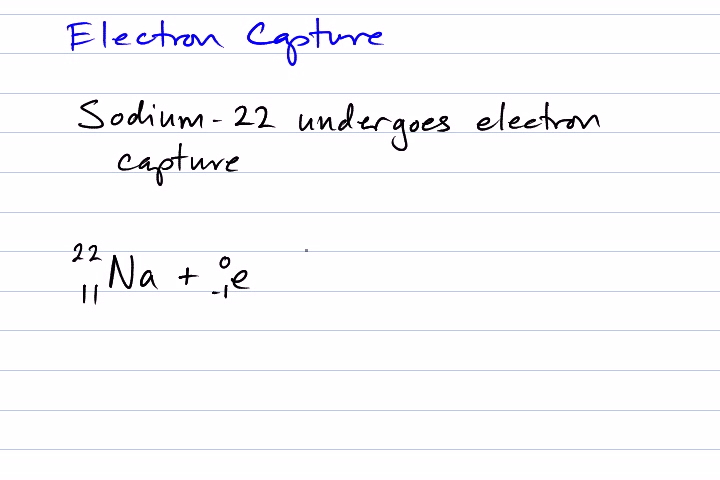 Electron Capture
Sodium-22 undergoes electron
capture
²²₁₁Na + ⁰₋₁e